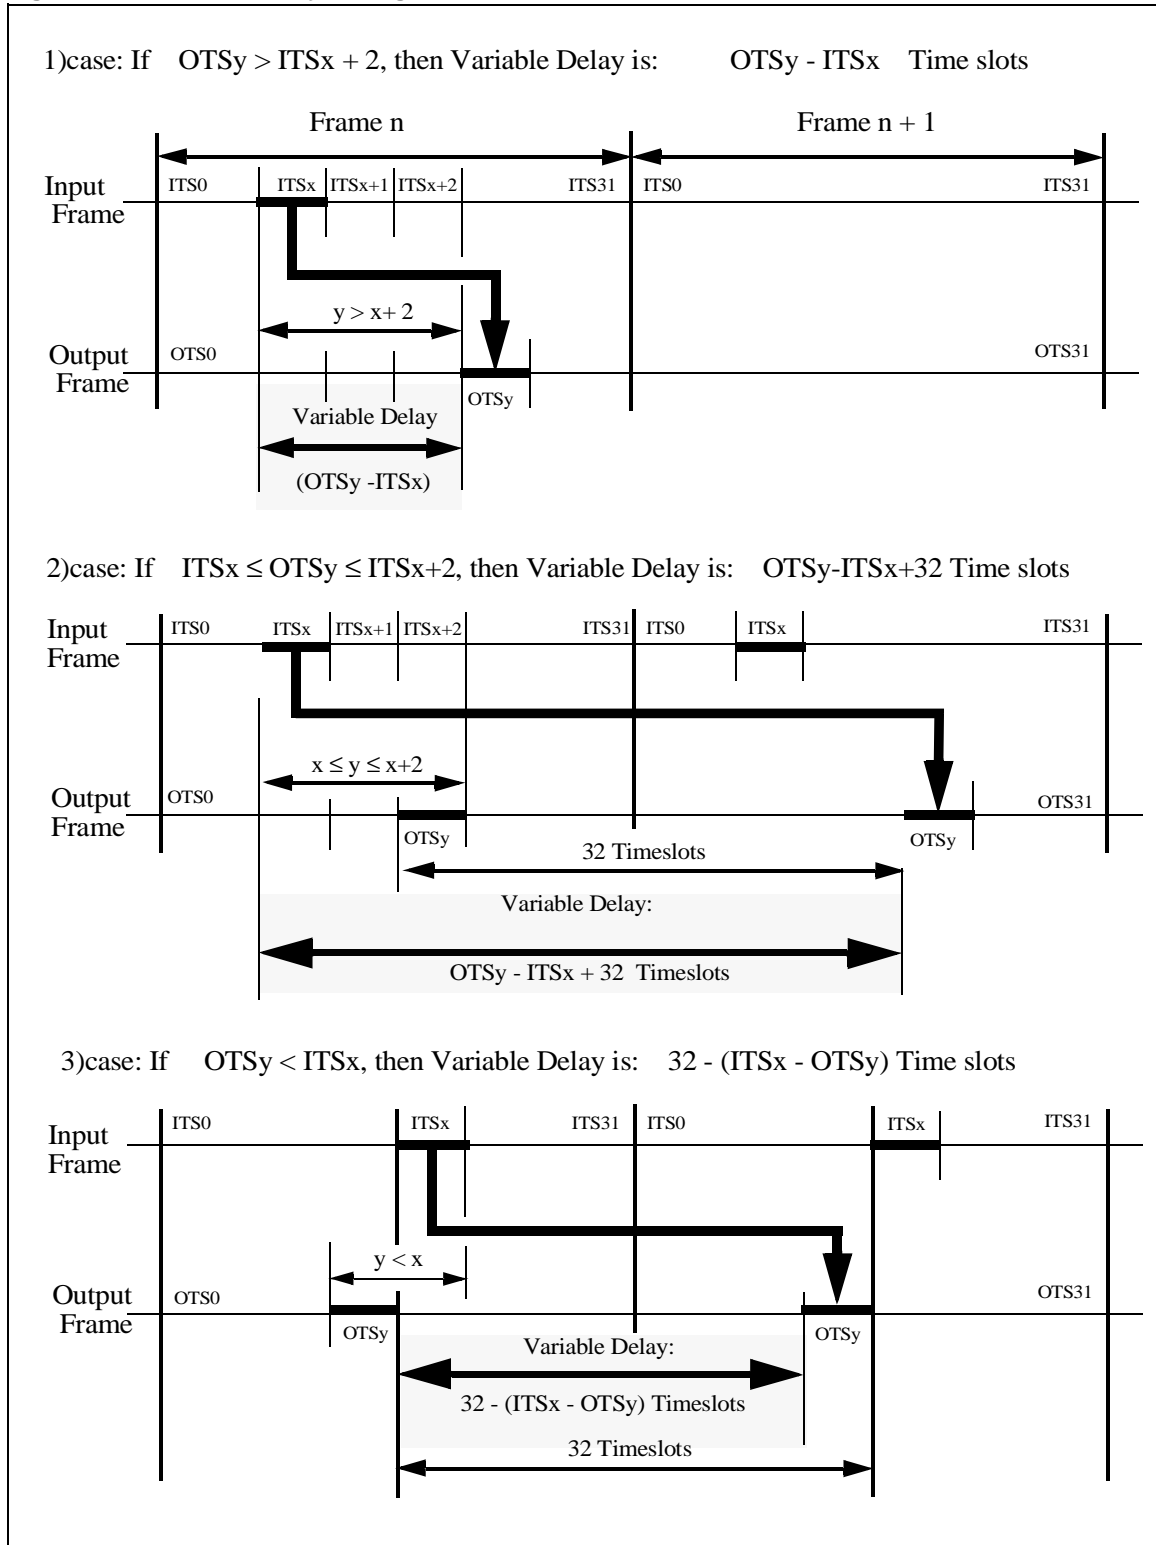 1)case: If OTSy > ITSx + 2, then Variable Delay is: OTSy - ITSx Time slots
Frame n
Frame n + 1
Input Frame
ITS0
ITSx
ITSx+1
ITSx+2
ITS31
ITS0
ITS31
y > x+ 2
Output Frame
OTS0
OTS31
OTSy
Variable Delay
(OTSy -ITSx)
2)case: If ITSx ≤ OTSy ≤ ITSx+2, then Variable Delay is: OTSy-ITSx+32 Time slots
Input Frame
ITS0
ITSx
ITSx+1
ITSx+2
ITS31
ITS0
ITSx
ITS31
x ≤ y ≤ x+2
Output Frame
OTS0
OTS31
OTSy
OTSy
32 Timeslots
Variable Delay:
OTSy - ITSx + 32 Timeslots
3)case: If OTSy < ITSx, then Variable Delay is: 32 - (ITSx - OTSy) Time slots
Input Frame
ITS0
ITSx
ITS31
ITS0
ITSx
ITS31
y < x
Output Frame
OTS0
OTS31
OTSy
OTSy
Variable Delay:
32 - (ITSx - OTSy) Timeslots
32 Timeslots